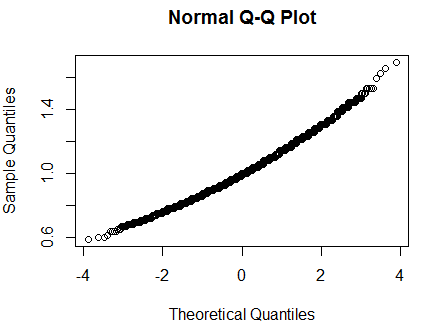 Normal Q-Q Plot
Sample Quantiles
1.4
1.0
0.6
-4 -2 0 2 4
Theoretical Quantiles